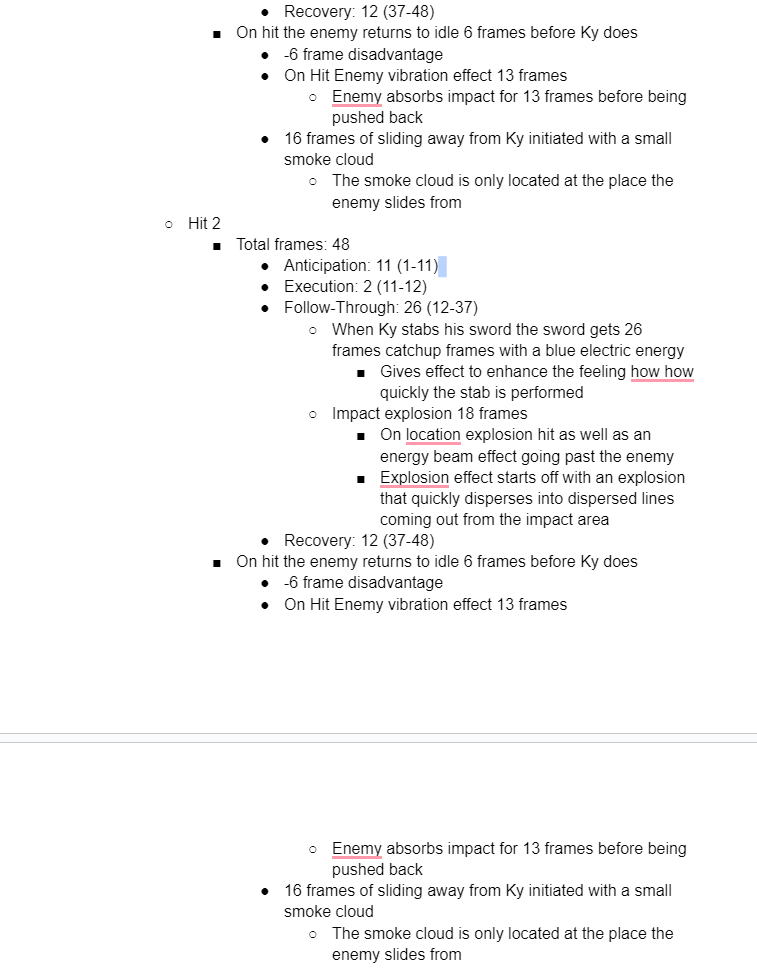 ● Recovery: 12 (37-48)
■ On hit the enemy returns to idle 6 frames before Ky does
● -6 frame disadvantage
● On Hit Enemy vibration effect 13 frames
○ Enemy absorbs impact for 13 frames before being
pushed back
● 16 frames of sliding away from Ky initiated with a small
smoke cloud
○ The smoke cloud is only located at the place the
enemy slides from
○ Hit 2
■ Total frames: 48
● Anticipation: 11 (1-11)
● Execution: 2 (11-12)
● Follow-Through: 26 (12-37)
○ When Ky stabs his sword the sword gets 26
frames catchup frames with a blue electric energy
■ Gives effect to enhance the feeling how how
quickly the stab is performed
○ Impact explosion 18 frames
■ On location explosion hit as well as an
energy beam effect going past the enemy
■ Explosion effect starts off with an explosion
that quickly disperses into dispersed lines
coming out from the impact area
● Recovery: 12 (37-48)
■ On hit the enemy returns to idle 6 frames before Ky does
● -6 frame disadvantage
● On Hit Enemy vibration effect 13 frames
○ Enemy absorbs impact for 13 frames before being
pushed back
● 16 frames of sliding away from Ky initiated with a small
smoke cloud
○ The smoke cloud is only located at the place the
enemy slides from